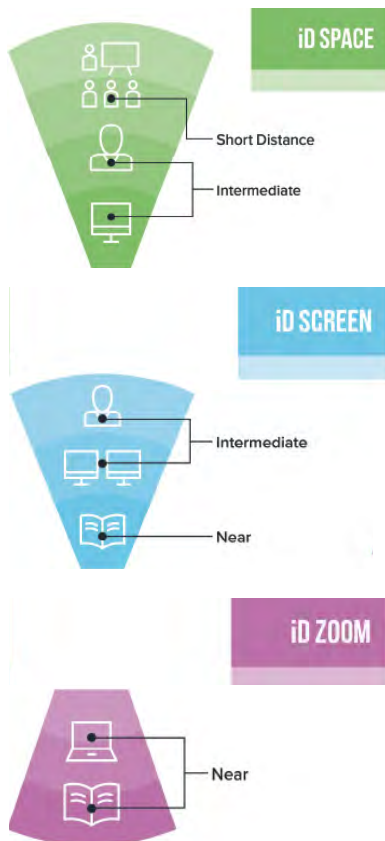 iD SPACE
Short Distance
Intermediate
iD SCREEN
Intermediate
Near
iD ZOOM
Near